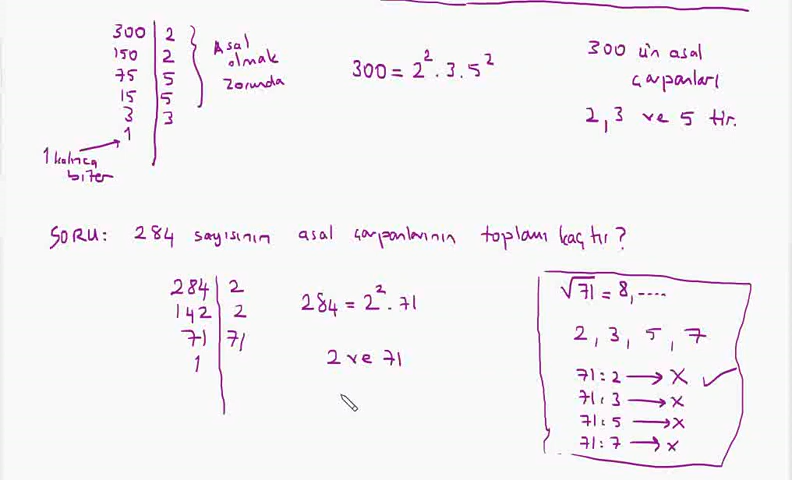 300 | 2
150 | 2
75 | 5
15 | 5
3 | 3
1
1 kalınca
biter
Asal
olmak
zorunda
300 = 2². 3. 5²
300 ün asal
çarpanları
2, 3 ve 5 tir.
SORU: 284 sayısının asal çarpanlarının toplamı kaçtır?
284 | 2
142 | 2
71 | 71
1
284 = 2². 71
2 ve 71
√71 = 8, ....
2, 3, 5, 7
71 : 2 → X ✓
71 : 3 → X
71 : 5 → X
71 : 7 → X